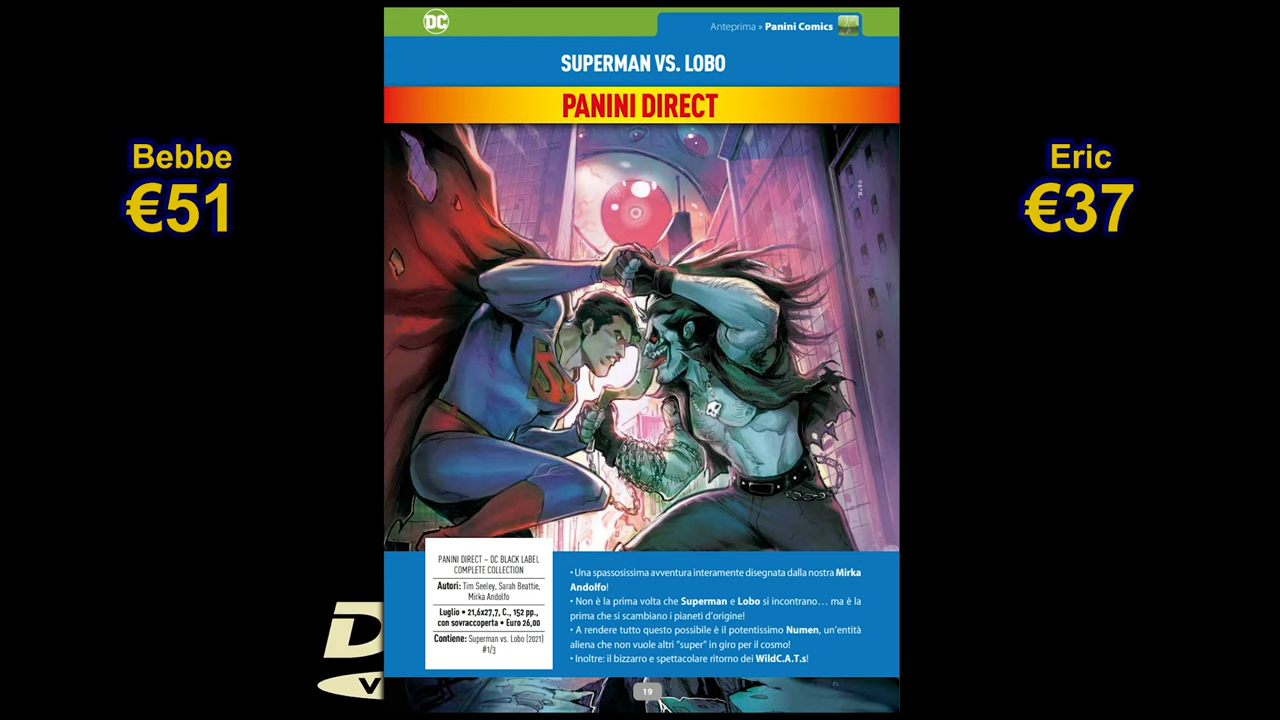 DC
Anteprima » Panini Comics
SUPERMAN VS. LOBO
PANINI DIRECT
Bebbe
€51
Eric
€37
PANINI DIRECT – DC BLACK LABEL
COMPLETE COLLECTION
Autori: Tim Seeley, Sarah Beattie,
Mirka Andolfo
Luglio • 21,6x27,7, C., 152 pp.,
con sovraccoperta • Euro 26,00
Contiene: Superman vs. Lobo (2021)
#1/3
• Una spassosissima avventura interamente disegnata dalla nostra Mirka
Andolfo!
• Non è la prima volta che Superman e Lobo si incontrano… ma è la
prima che si scambiano i pianeti d'origine!
• A rendere tutto questo possibile è il potentissimo Numen, un'entità
aliena che non vuole altri "super" in giro per il cosmo!
• Inoltre: il bizzarro e spettacolare ritorno dei WildC.A.T.s!
19
D
V